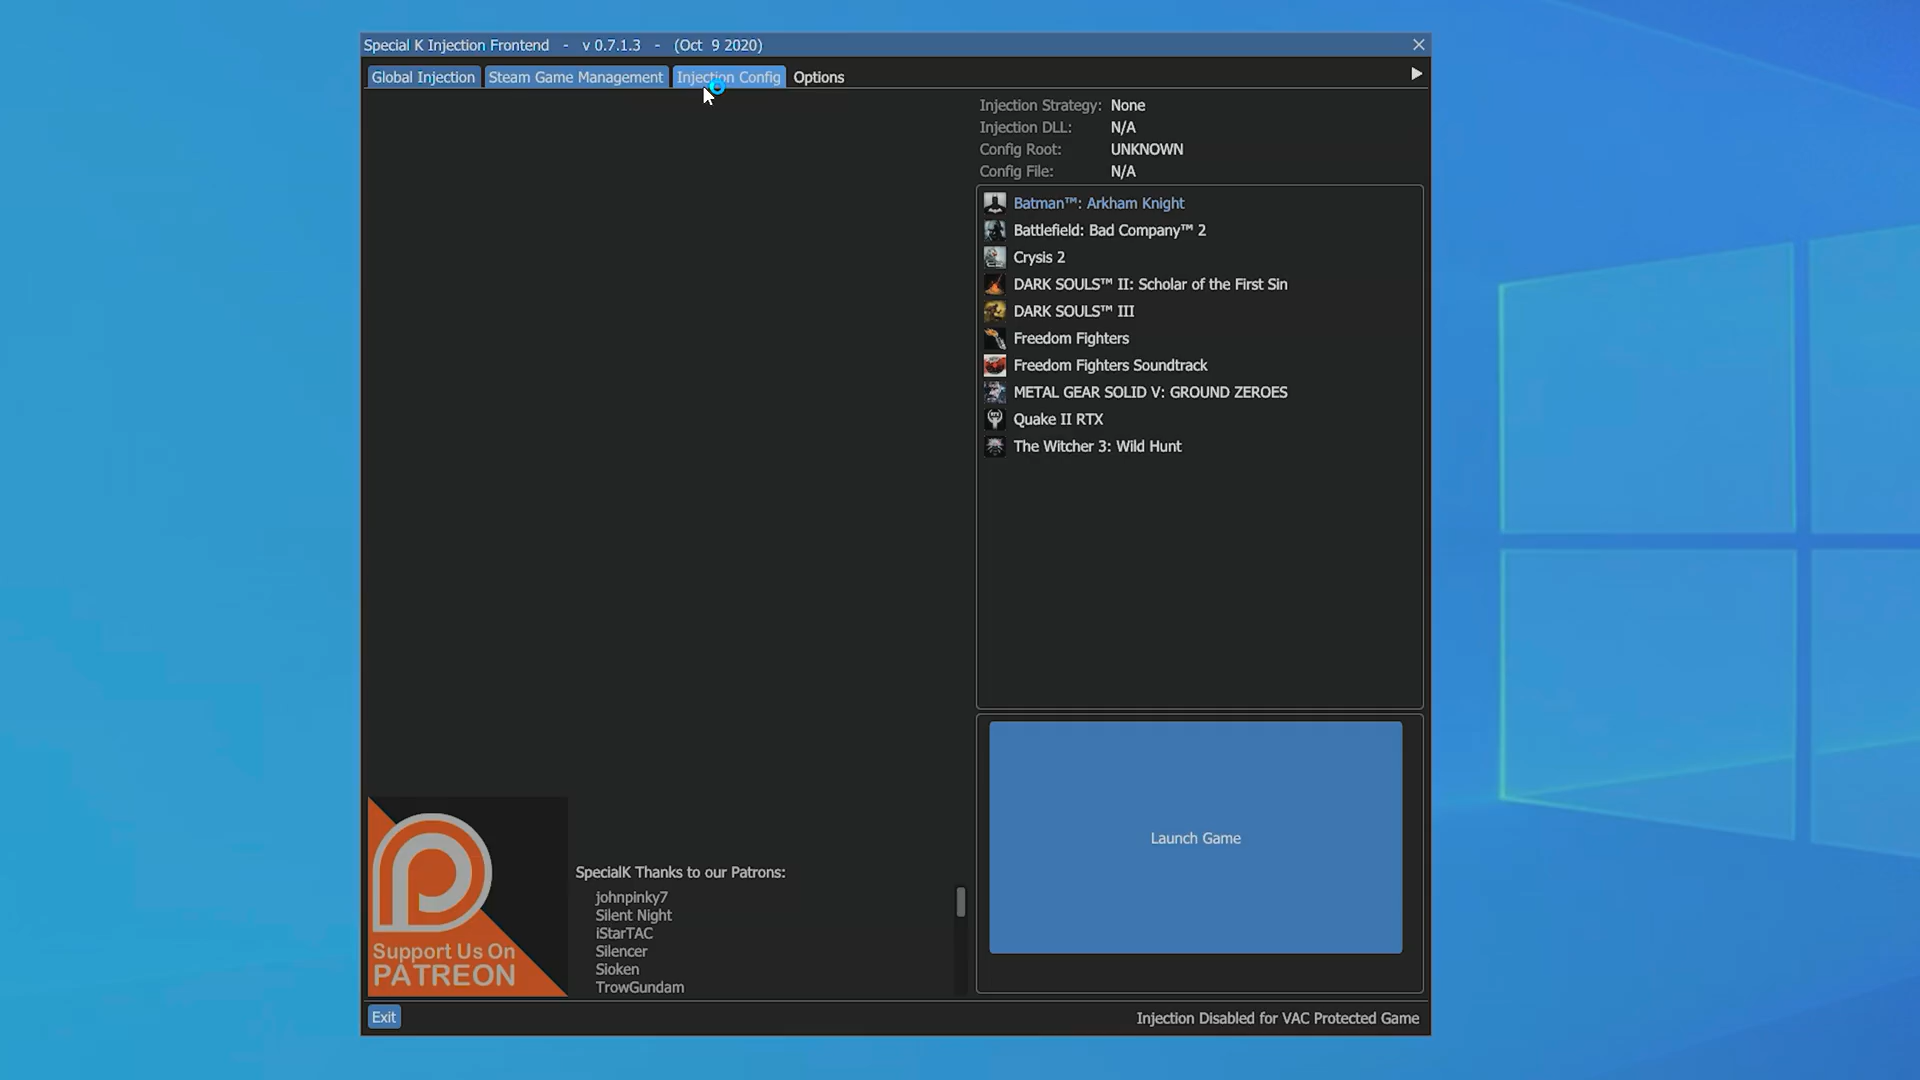 Special K Injection Frontend - v 0.7.1.3 - (Oct 9 2020)
Global Injection Steam Game Management Injection Config Options
Injection Strategy: None
Injection DLL: N/A
Config Root: UNKNOWN
Config File: N/A
Batman™: Arkham Knight
Battlefield: Bad Company™ 2
Crysis 2
DARK SOULS™ II: Scholar of the First Sin
DARK SOULS™ III
Freedom Fighters
Freedom Fighters Soundtrack
METAL GEAR SOLID V: GROUND ZEROES
Quake II RTX
The Witcher 3: Wild Hunt
Launch Game
Support Us On
PATREON
SpecialK Thanks to our Patrons:
johnpinky7
Silent Night
iStarTAC
Silencer
Sloken
TrowGundam
Exit
Injection Disabled for VAC Protected Game